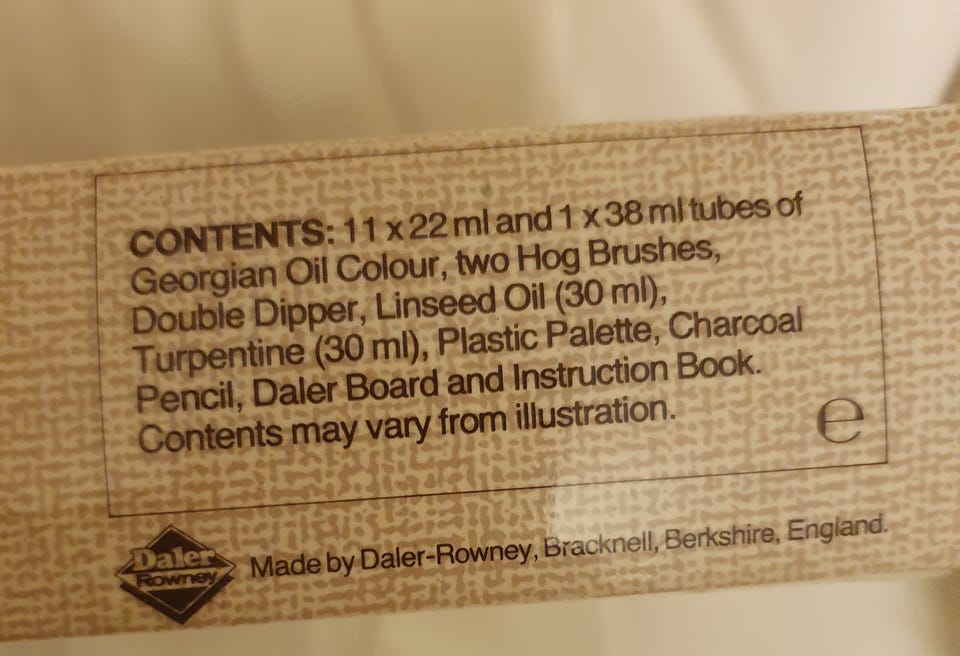 CONTENTS: 11 x 22 ml and 1 x 38 ml tubes of
Georgian Oil Colour, two Hog Brushes,
Double Dipper, Linseed Oil (30 ml),
Turpentine (30 ml), Plastic Palette, Charcoal
Pencil, Daler Board and Instruction Book.
Contents may vary from illustration.
℮
Daler
Rowney
Made by Daler-Rowney, Bracknell, Berkshire, England.